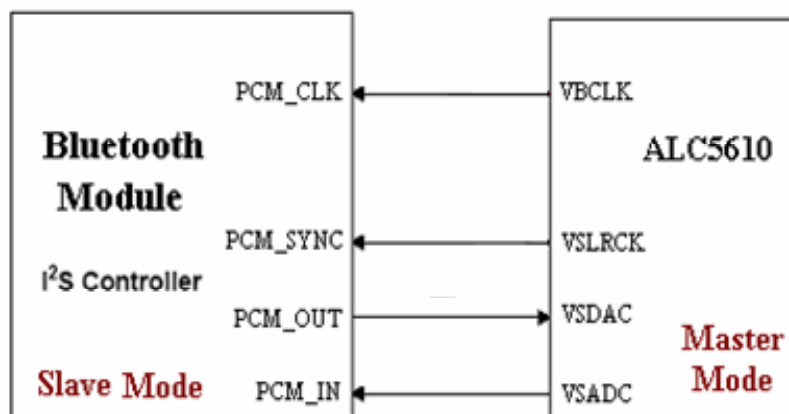 PCM_CLK VBCLK
Bluetooth ALC5610
Module
PCM_SYNC VSLRCK
I²S Controller
PCM_OUT VSDAC
Master
Slave Mode Mode
PCM_IN VSADC